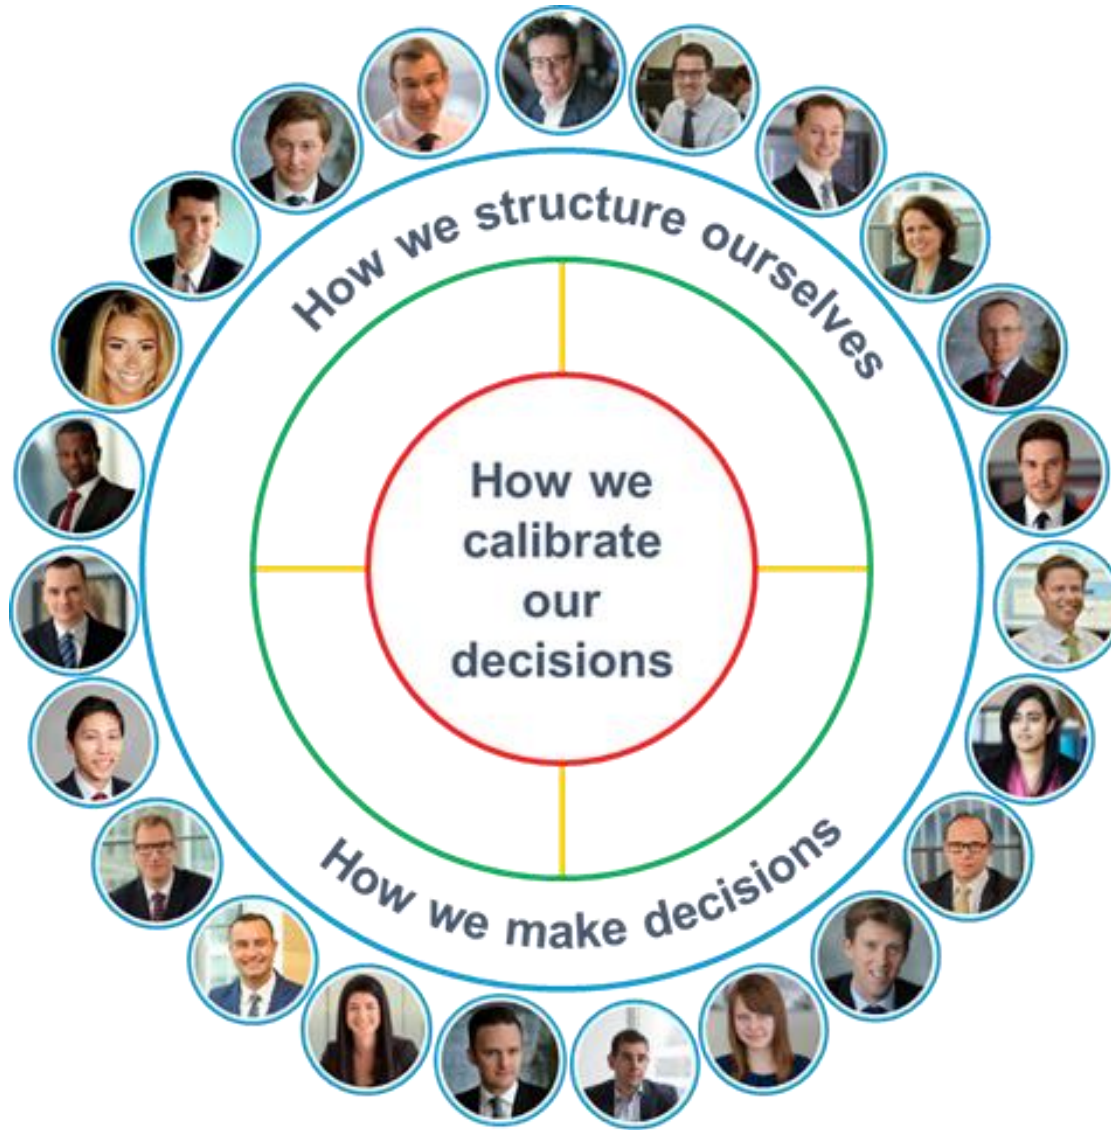 How we structure ourselves
How we
calibrate
our
decisions
How we make decisions